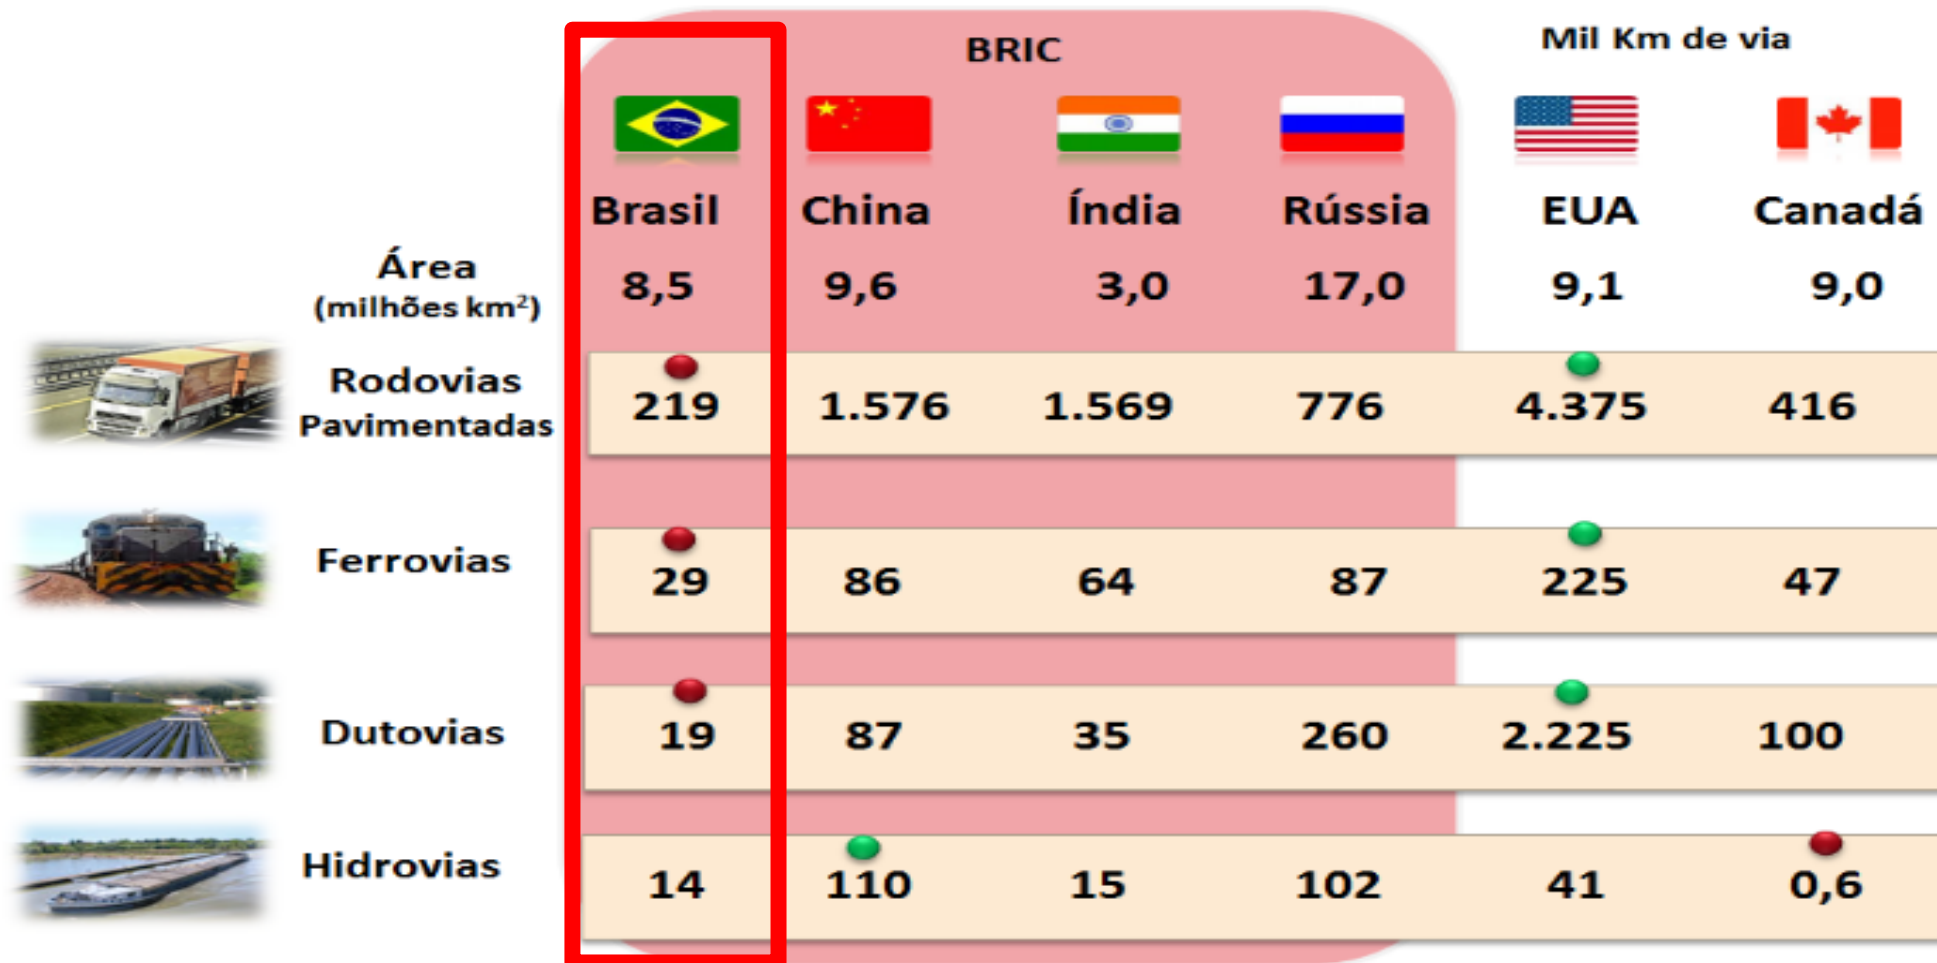 BRIC
Mil Km de via
Brasil China Índia Rússia EUA Canadá
Área
(milhões km²)
8,5 9,6 3,0 17,0 9,1 9,0
Rodovias
Pavimentadas
219 1.576 1.569 776 4.375 416
Ferrovias
29 86 64 87 225 47
Dutovias
19 87 35 260 2.225 100
Hidrovias
14 110 15 102 41 0,6